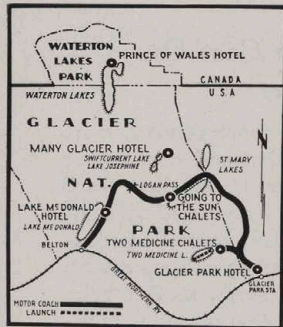 WATERTON
LAKES
PARK
PRINCE OF WALES HOTEL
CANADA
U.S.A
WATERTON LAKES
GLACIER
MANY GLACIER HOTEL
SWIFTCURRENT LAKE
LAKE JOSEPHINE
ST MARY
LAKES
N
NAT.
LOGAN PASS
LAKE McDONALD
HOTEL
LAKE McDONALD
GOING TO
THE SUN
CHALETS
BELTON
PARK
TWO MEDICINE CHALETS
TWO MEDICINE L.
GLACIER PARK HOTEL
GREAT NORTHERN RY
GLACIER
PARK STA
MOTOR COACH
LAUNCH